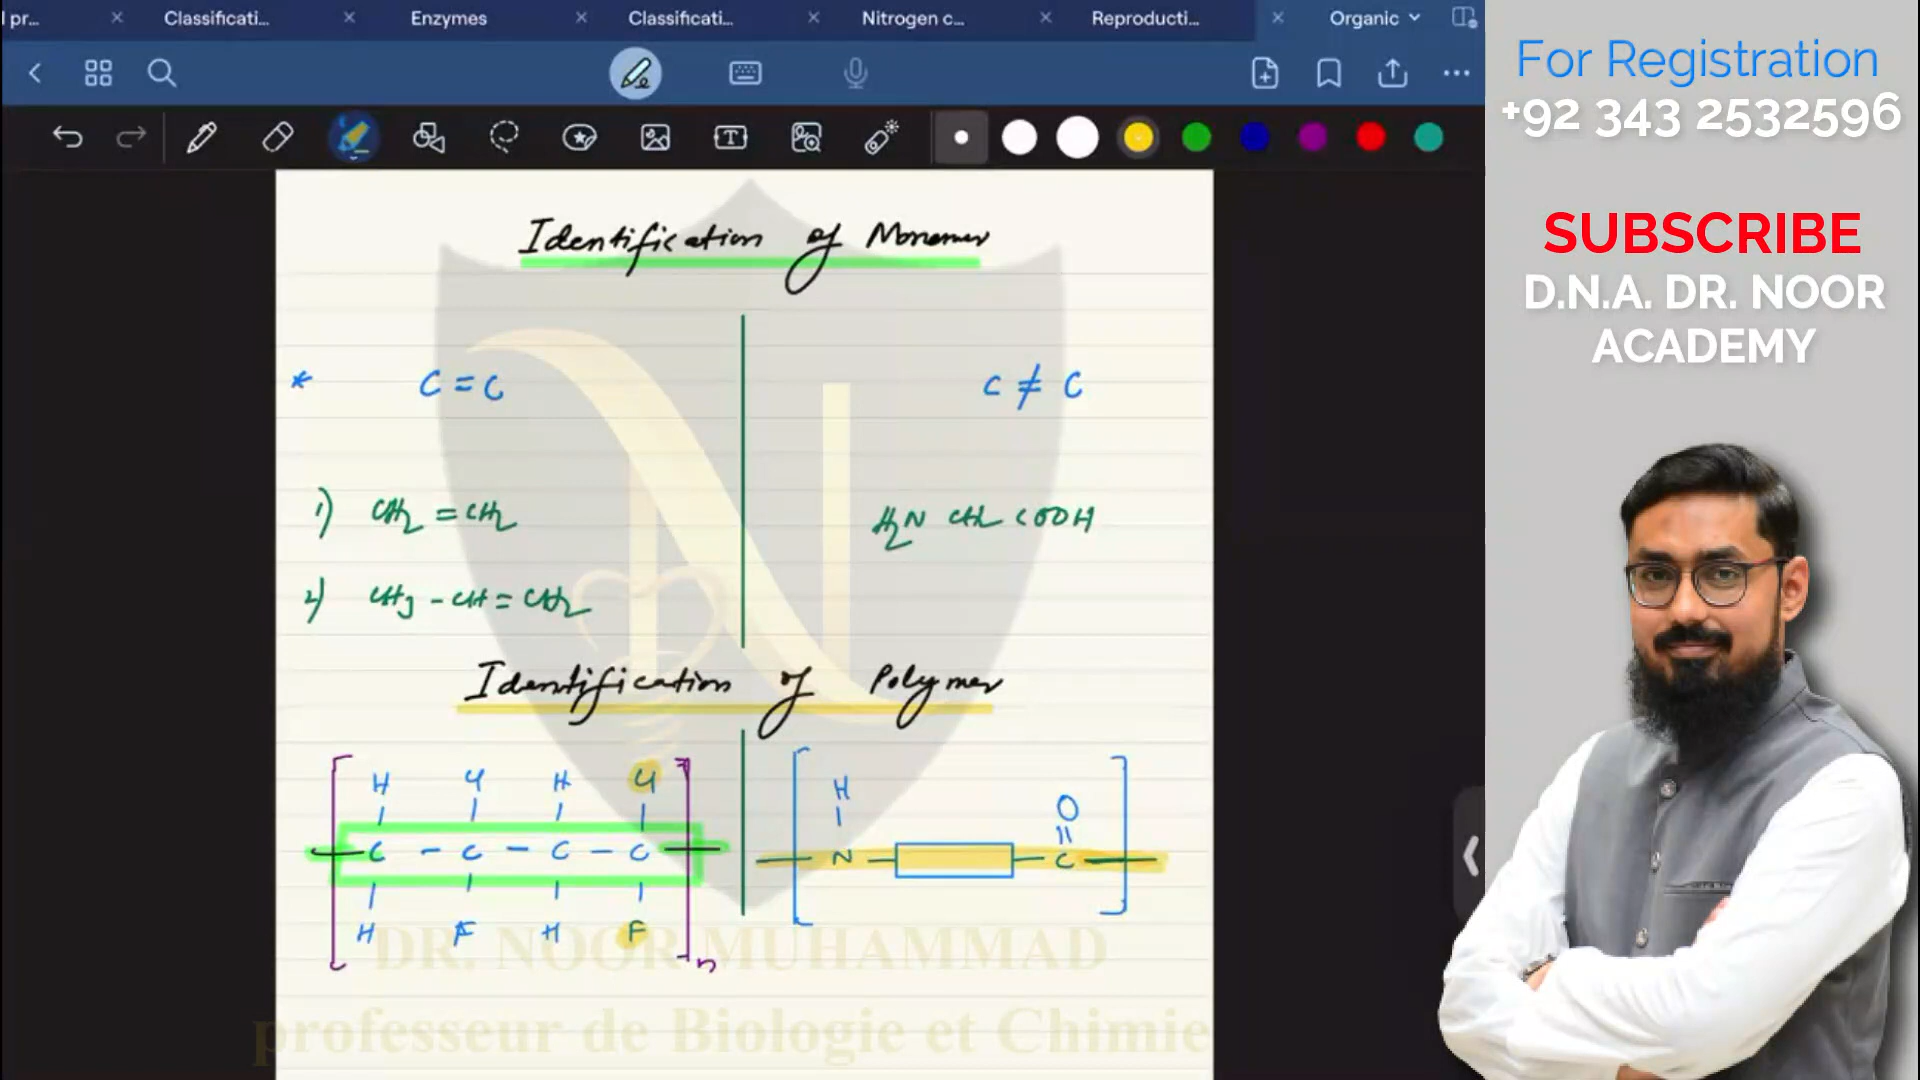 l pr...
Classificati...
Enzymes
Classificati...
Nitrogen c...
Reproducti...
Organic
For Registration
+92 343 2532596
SUBSCRIBE
D.N.A. DR. NOOR
ACADEMY
Identification of Monomer
* C = C
C ≠ C
1) CH2 = CH2
H2N CH2 COOH
2) CH3 - CH = CH2
Identification of Polymer
H Cl H Cl
C - C - C - C
H F H F
n
H
O
N C
DR. NOOR MUHAMMAD
professeur de Biologie et Chimie